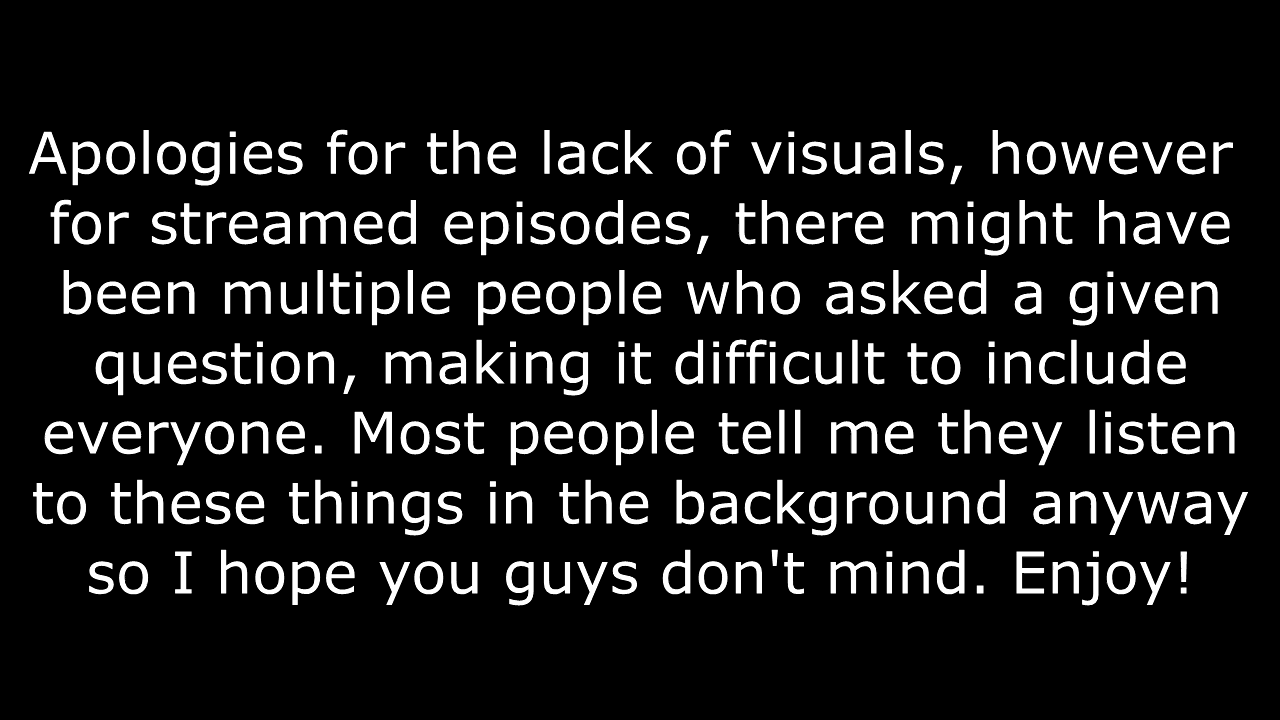 Apologies for the lack of visuals, however
for streamed episodes, there might have
been multiple people who asked a given
question, making it difficult to include
everyone. Most people tell me they listen
to these things in the background anyway
so I hope you guys don't mind. Enjoy!